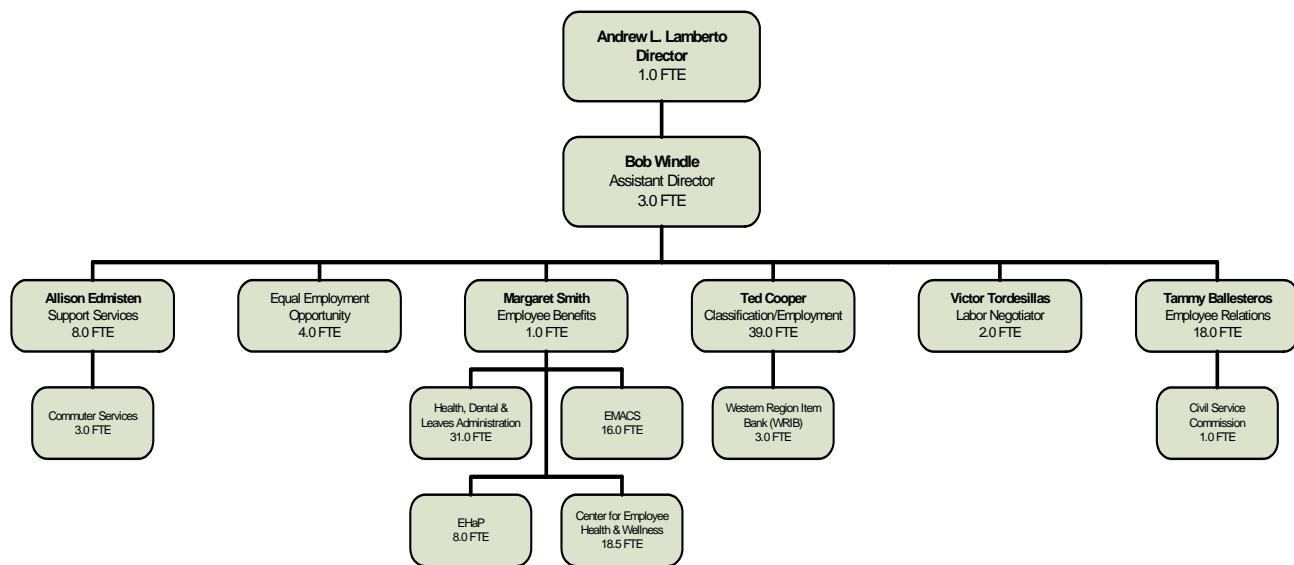 Andrew L. Lamberto
Director
1.0 FTE
Bob Windle
Assistant Director
3.0 FTE
Allison Edmisten
Support Services
8.0 FTE
Equal Employment
Opportunity
4.0 FTE
Margaret Smith
Employee Benefits
1.0 FTE
Ted Cooper
Classification/Employment
39.0 FTE
Victor Tordesillas
Labor Negotiator
2.0 FTE
Tammy Ballesteros
Employee Relations
18.0 FTE
Commuter Services
3.0 FTE
Health, Dental &
Leaves Administration
31.0 FTE
EMACS
16.0 FTE
Western Region Item
Bank (WRIB)
3.0 FTE
Civil Service
Commission
1.0 FTE
EHaP
8.0 FTE
Center for Employee
Health & Wellness
18.5 FTE